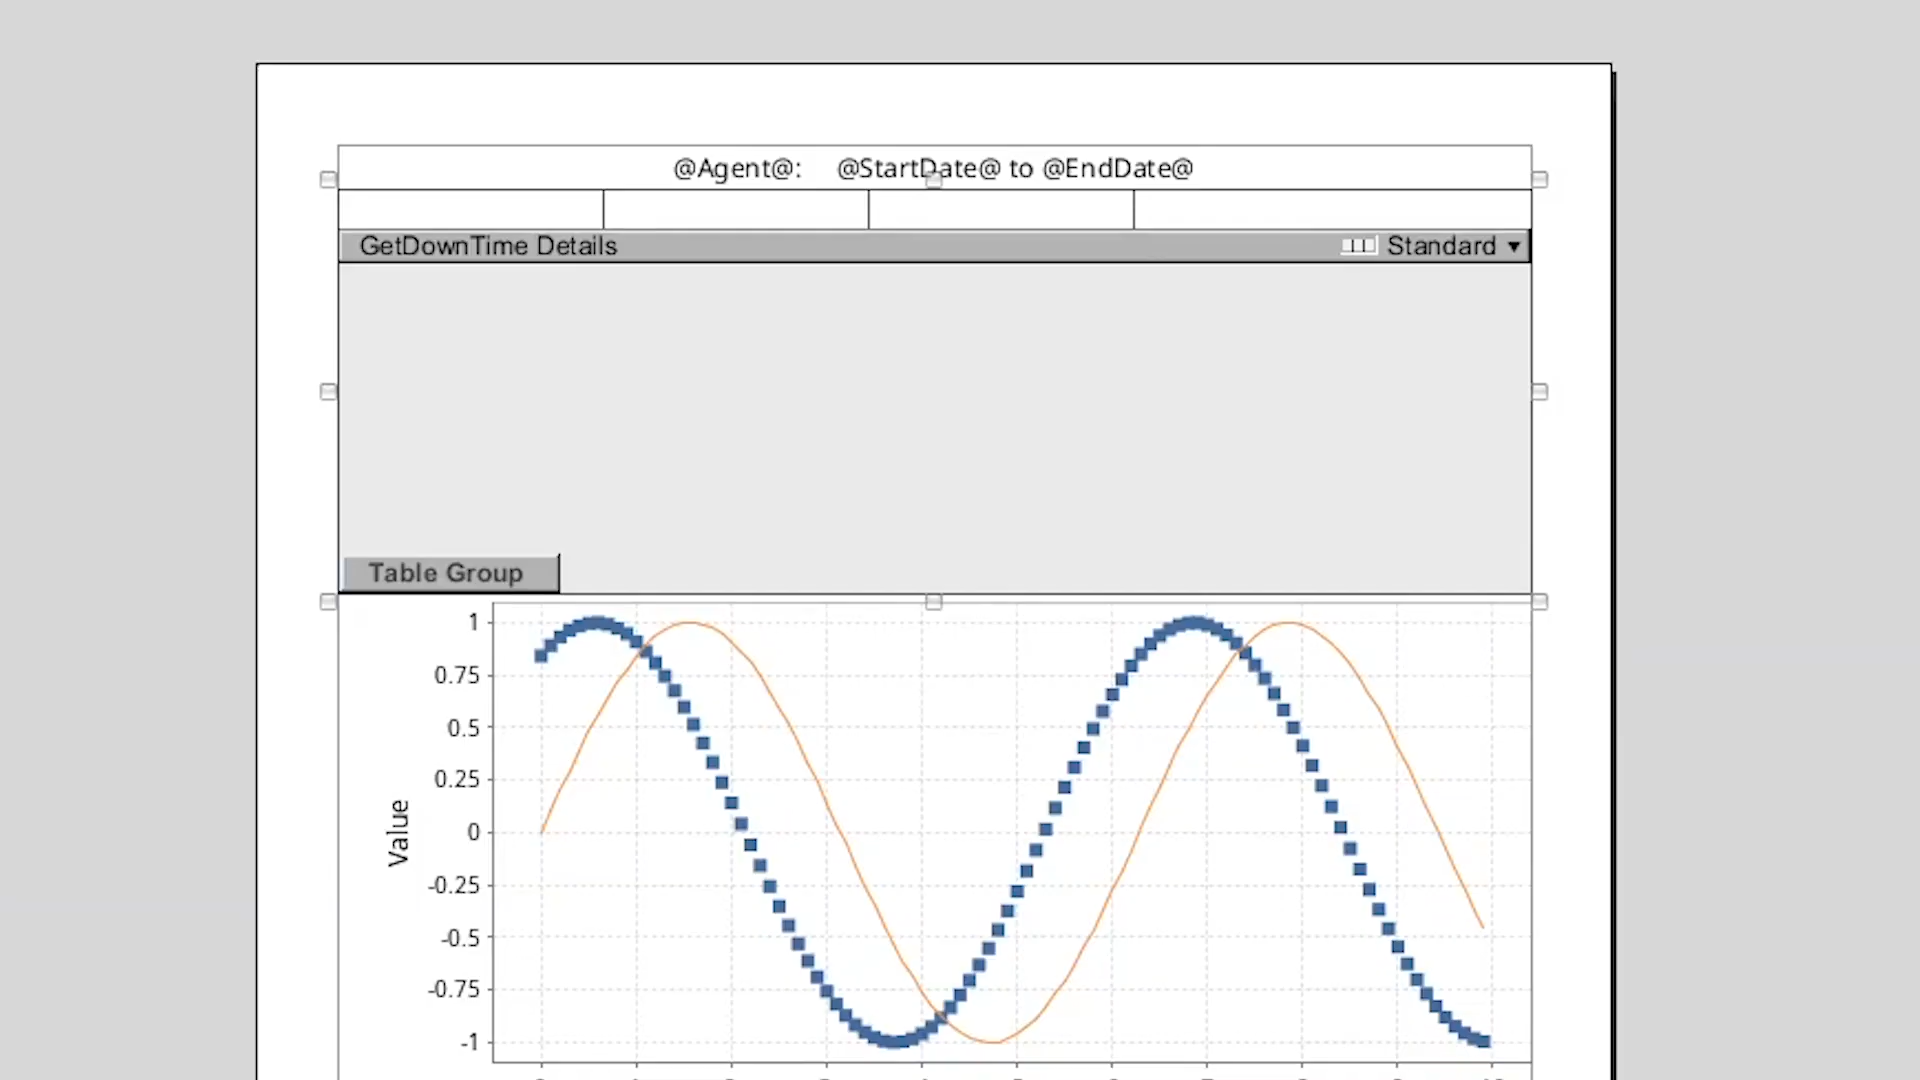 @Agent@: @StartDate@ to @EndDate@
GetDownTime Details
Standard
Table Group
1
0.75
0.5
0.25
0
-0.25
-0.5
-0.75
-1
Value